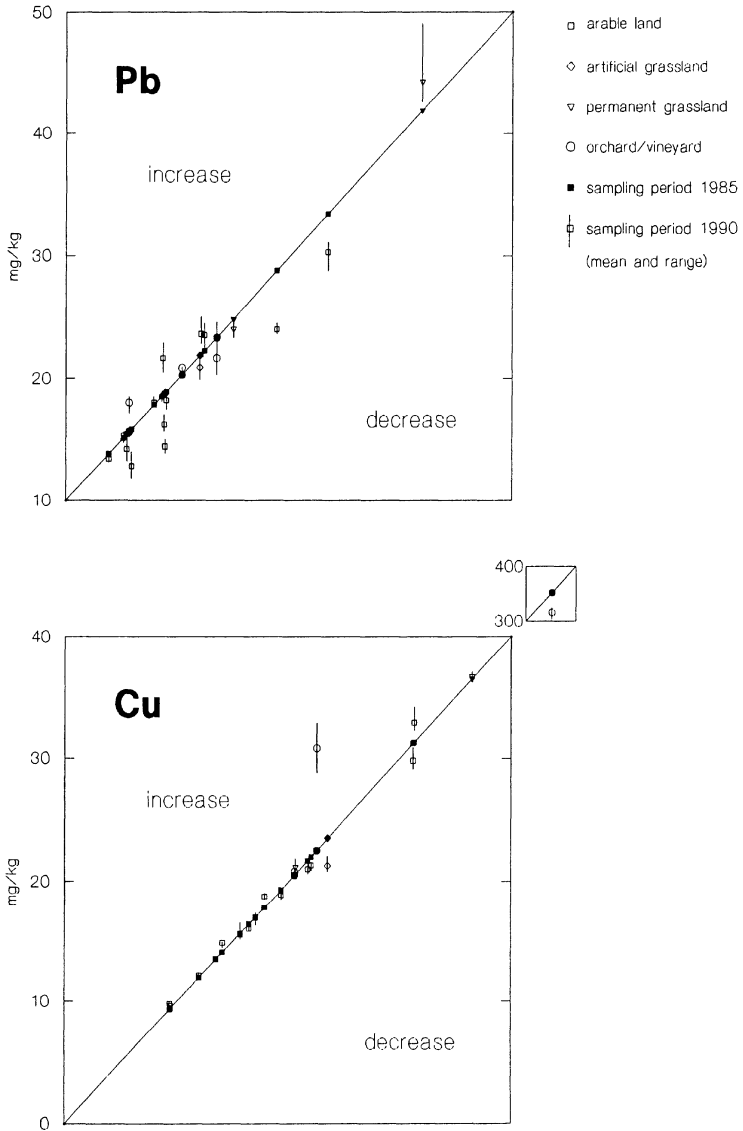 50
Pb
40
increase
30
mg/kg
20
decrease
10
arable land
artificial grassland
permanent grassland
orchard/vineyard
sampling period 1985
sampling period 1990
(mean and range)
400
300
40
Cu
30
increase
20
mg/kg
10
decrease
0